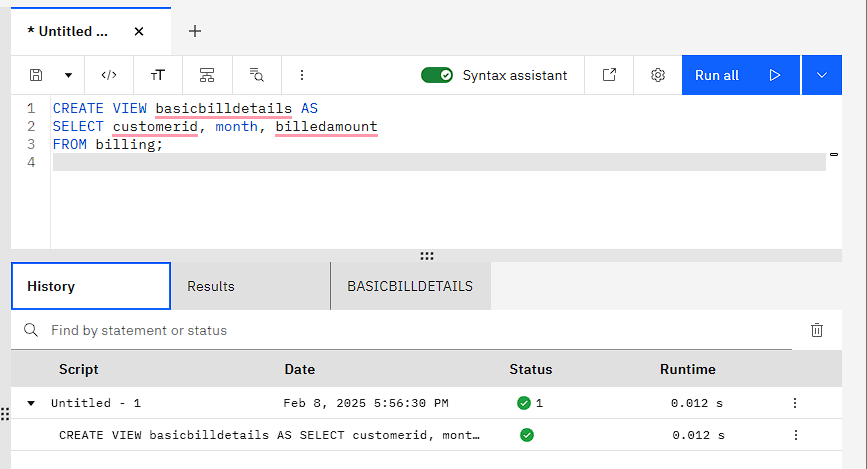 * Untitled ...
</> TT Syntax assistant Run all
1 CREATE VIEW basicbilldetails AS
2 SELECT customerid, month, billedamount
3 FROM billing;
4
History Results BASICBILLDETAILS
Find by statement or status
Script Date Status Runtime
Untitled - 1 Feb 8, 2025 5:56:30 PM 1 0.012 s
CREATE VIEW basicbilldetails AS SELECT customerid, mont… 0.012 s